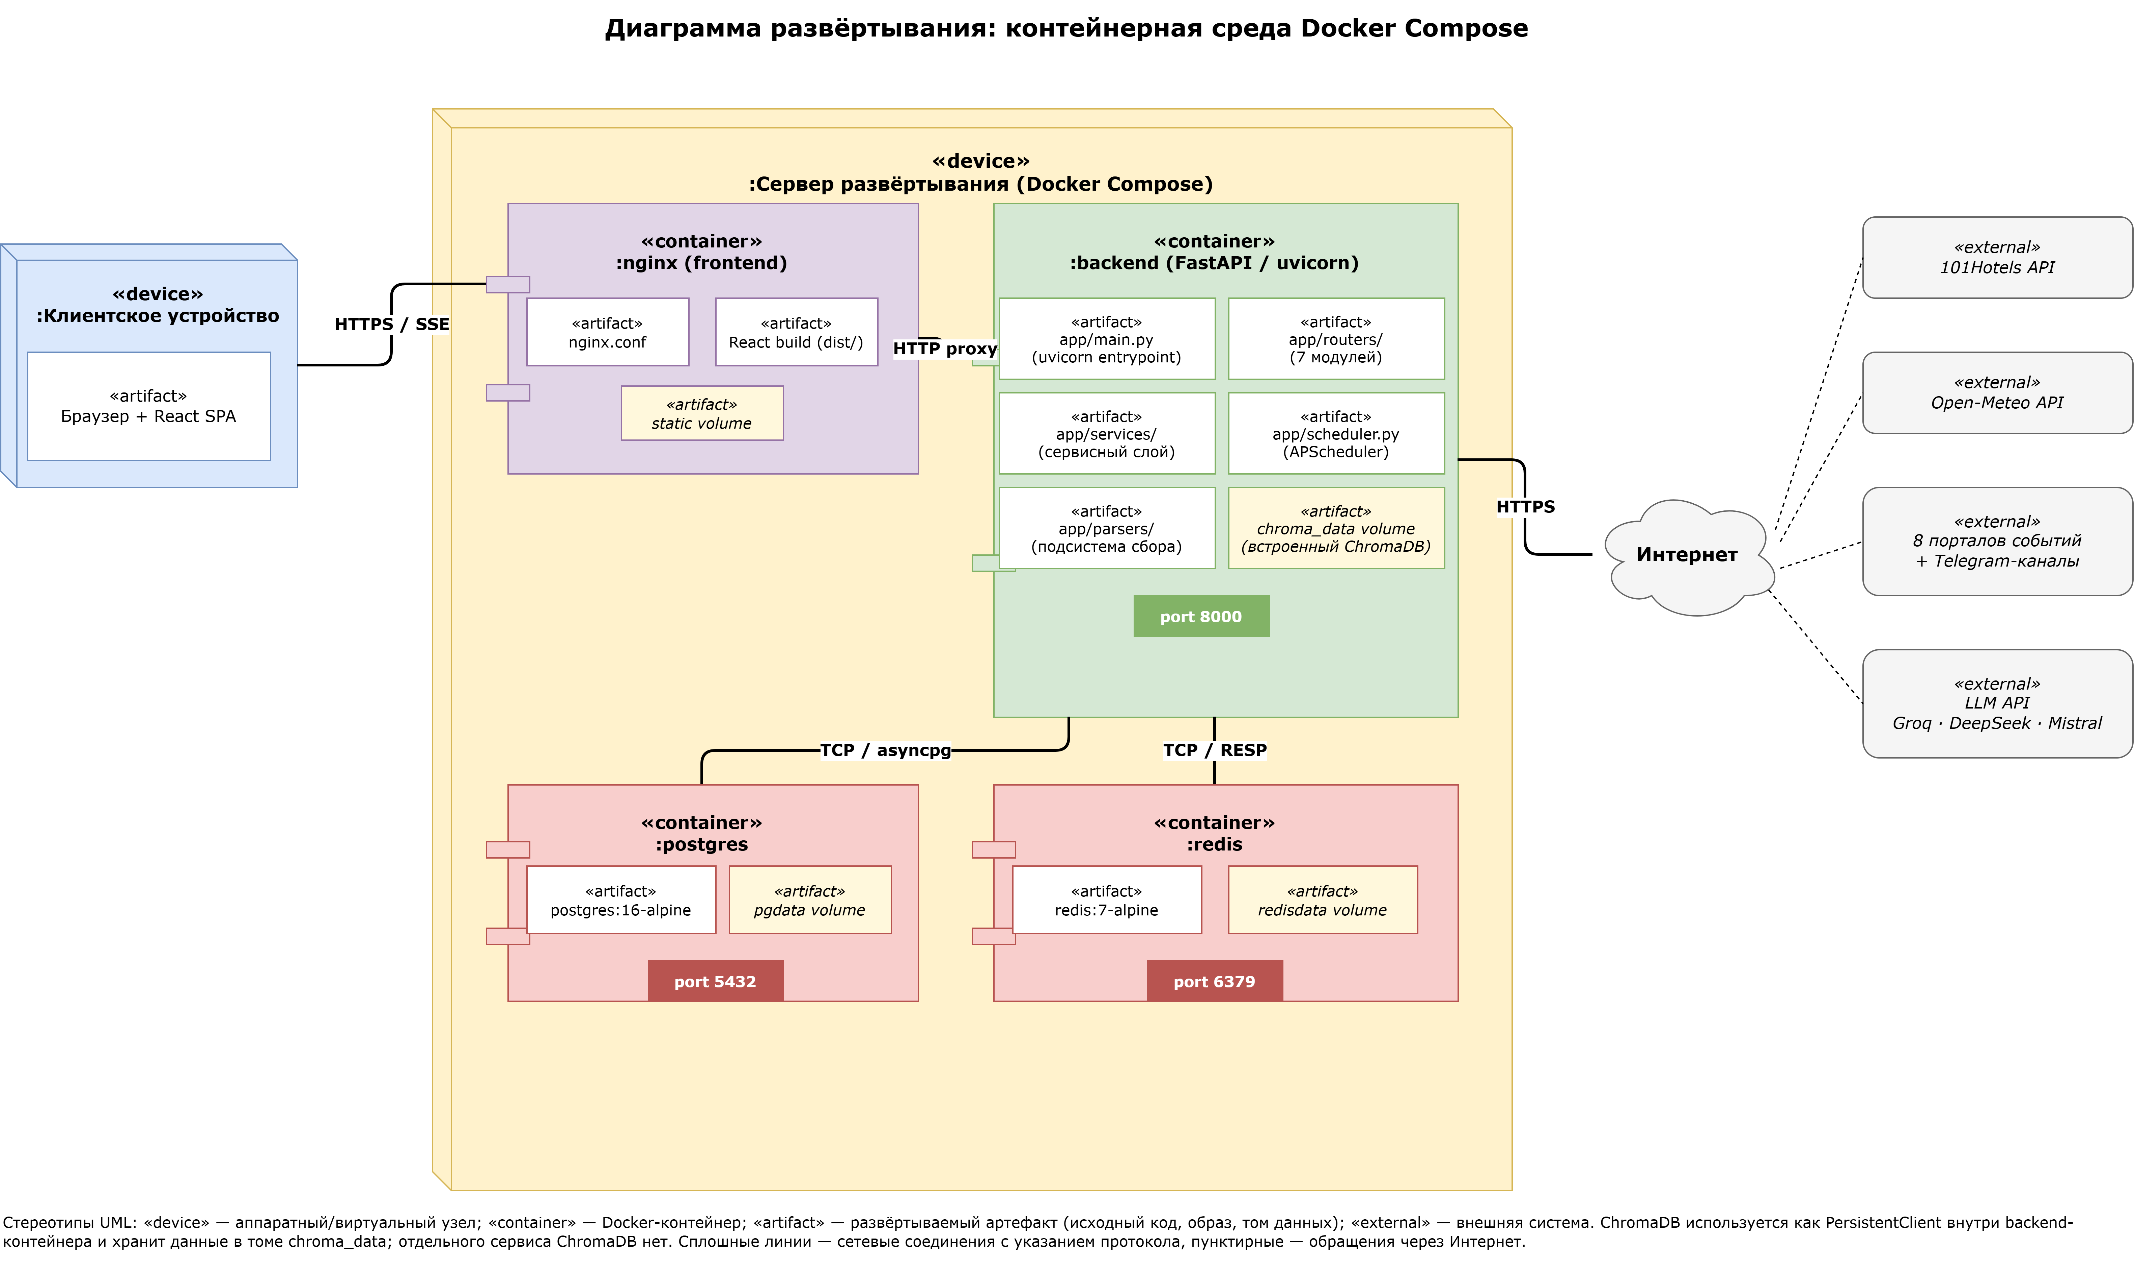 Диаграмма развёртывания: контейнерная среда Docker Compose
«device»
:Сервер развёртывания (Docker Compose)
«device»
:Клиентское устройство
«artifact»
Браузер + React SPA
HTTPS / SSE
«container»
:nginx (frontend)
«artifact»
nginx.conf
«artifact»
React build (dist/)
«artifact»
static volume
HTTP proxy
«container»
:backend (FastAPI / uvicorn)
«artifact»
app/main.py
(uvicorn entrypoint)
«artifact»
app/routers/
(7 модулей)
«artifact»
app/services/
(сервисный слой)
«artifact»
app/scheduler.py
(APScheduler)
«artifact»
app/parsers/
(подсистема сбора)
«artifact»
chroma_data volume
(встроенный ChromaDB)
port 8000
HTTPS
Интернет
«external»
101Hotels API
«external»
Open-Meteo API
«external»
8 порталов событий
+ Telegram-каналы
«external»
LLM API
Groq · DeepSeek · Mistral
TCP / asyncpg
TCP / RESP
«container»
:postgres
«artifact»
postgres:16-alpine
«artifact»
pgdata volume
port 5432
«container»
:redis
«artifact»
redis:7-alpine
«artifact»
redisdata volume
port 6379
Стереотипы UML: «device» — аппаратный/виртуальный узел; «container» — Docker-контейнер; «artifact» — развёртываемый артефакт (исходный код, образ, том данных); «external» — внешняя система. ChromaDB используется как PersistentClient внутри backend-
контейнера и хранит данные в томе chroma_data; отдельного сервиса ChromaDB нет. Сплошные линии — сетевые соединения с указанием протокола, пунктирные — обращения через Интернет.